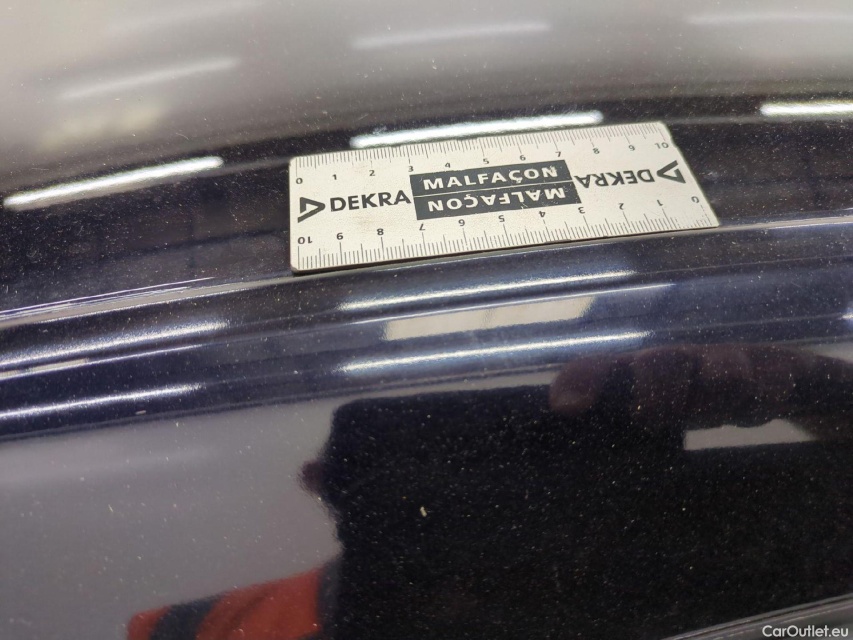 0 1 2 3 4 5 6 7 8 9 10
DEKRA MALFAÇON
MALFAÇON DEKRA
10 9 8 7 6 5 4 3 2 1 0
CarOutlet.eu